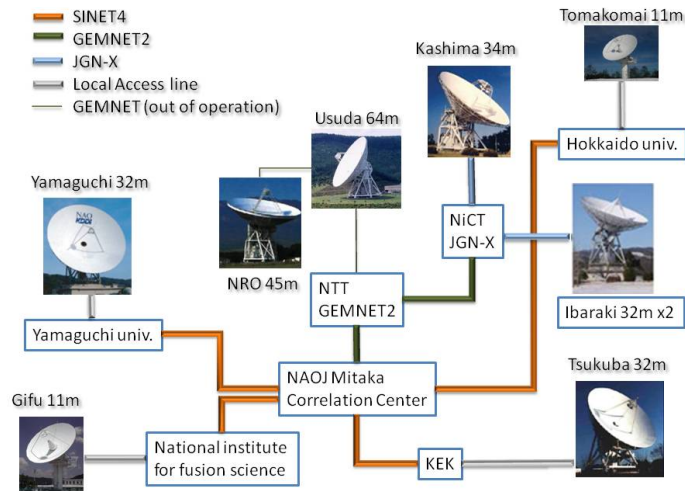 SINET4
GEMNET2
JGN-X
Local Access line
GEMNET (out of operation)
Tomakomai 11m
Kashima 34m
Usuda 64m
Hokkaido univ.
Yamaguchi 32m
NAO
KDDI
NRO 45m
NiCT
JGN-X
NTT
GEMNET2
Ibaraki 32m x2
Yamaguchi univ.
NAOJ Mitaka
Correlation Center
Tsukuba 32m
Gifu 11m
National institute
for fusion science
KEK